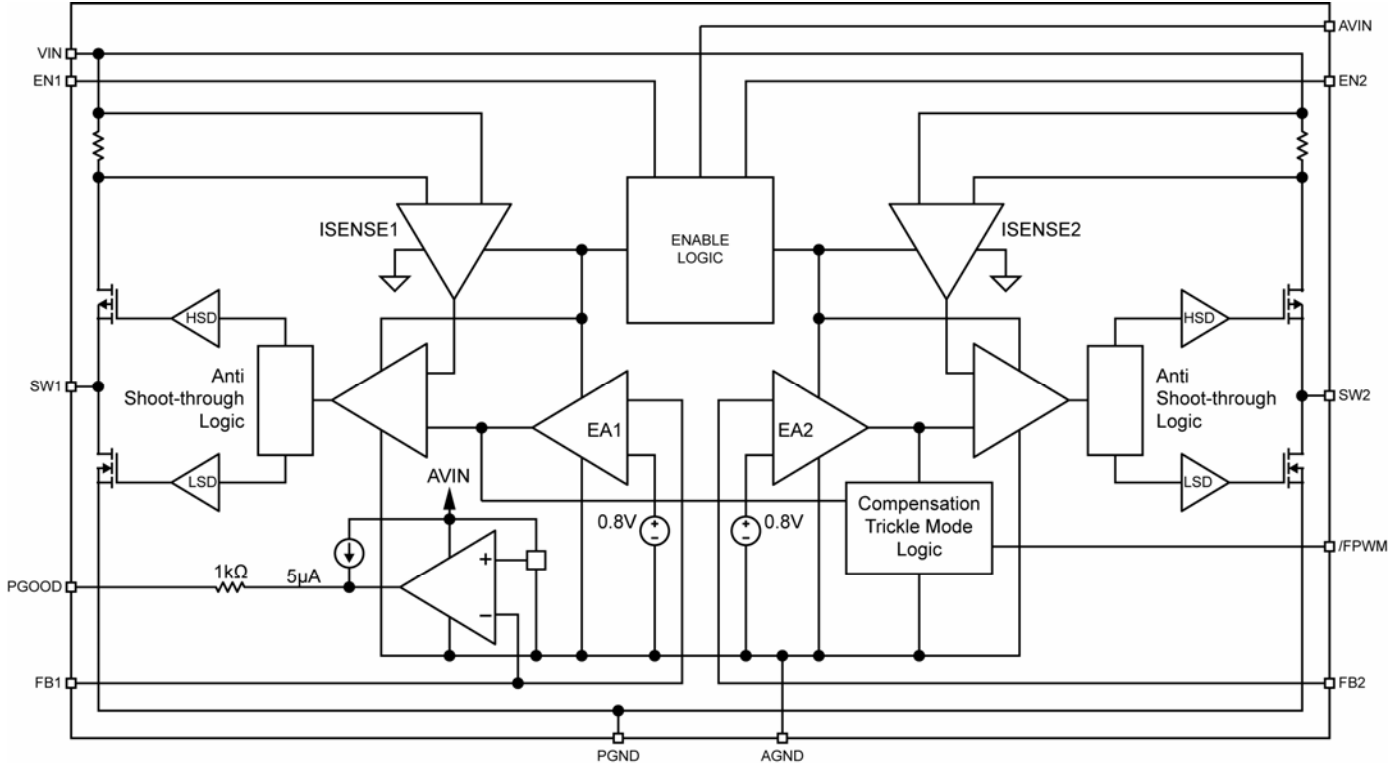 VIN
AVIN
EN1
EN2
ISENSE1
ENABLE
LOGIC
ISENSE2
HSD
HSD
SW1
Anti
Shoot-through
Logic
EA1
EA2
Anti
Shoot-through
Logic
SW2
LSD
LSD
AVIN
0.8V
+
–
+
–
0.8V
Compensation
Trickle Mode
Logic
/FPWM
+
–
PGOOD
1kΩ
5µA
FB1
FB2
PGND
AGND